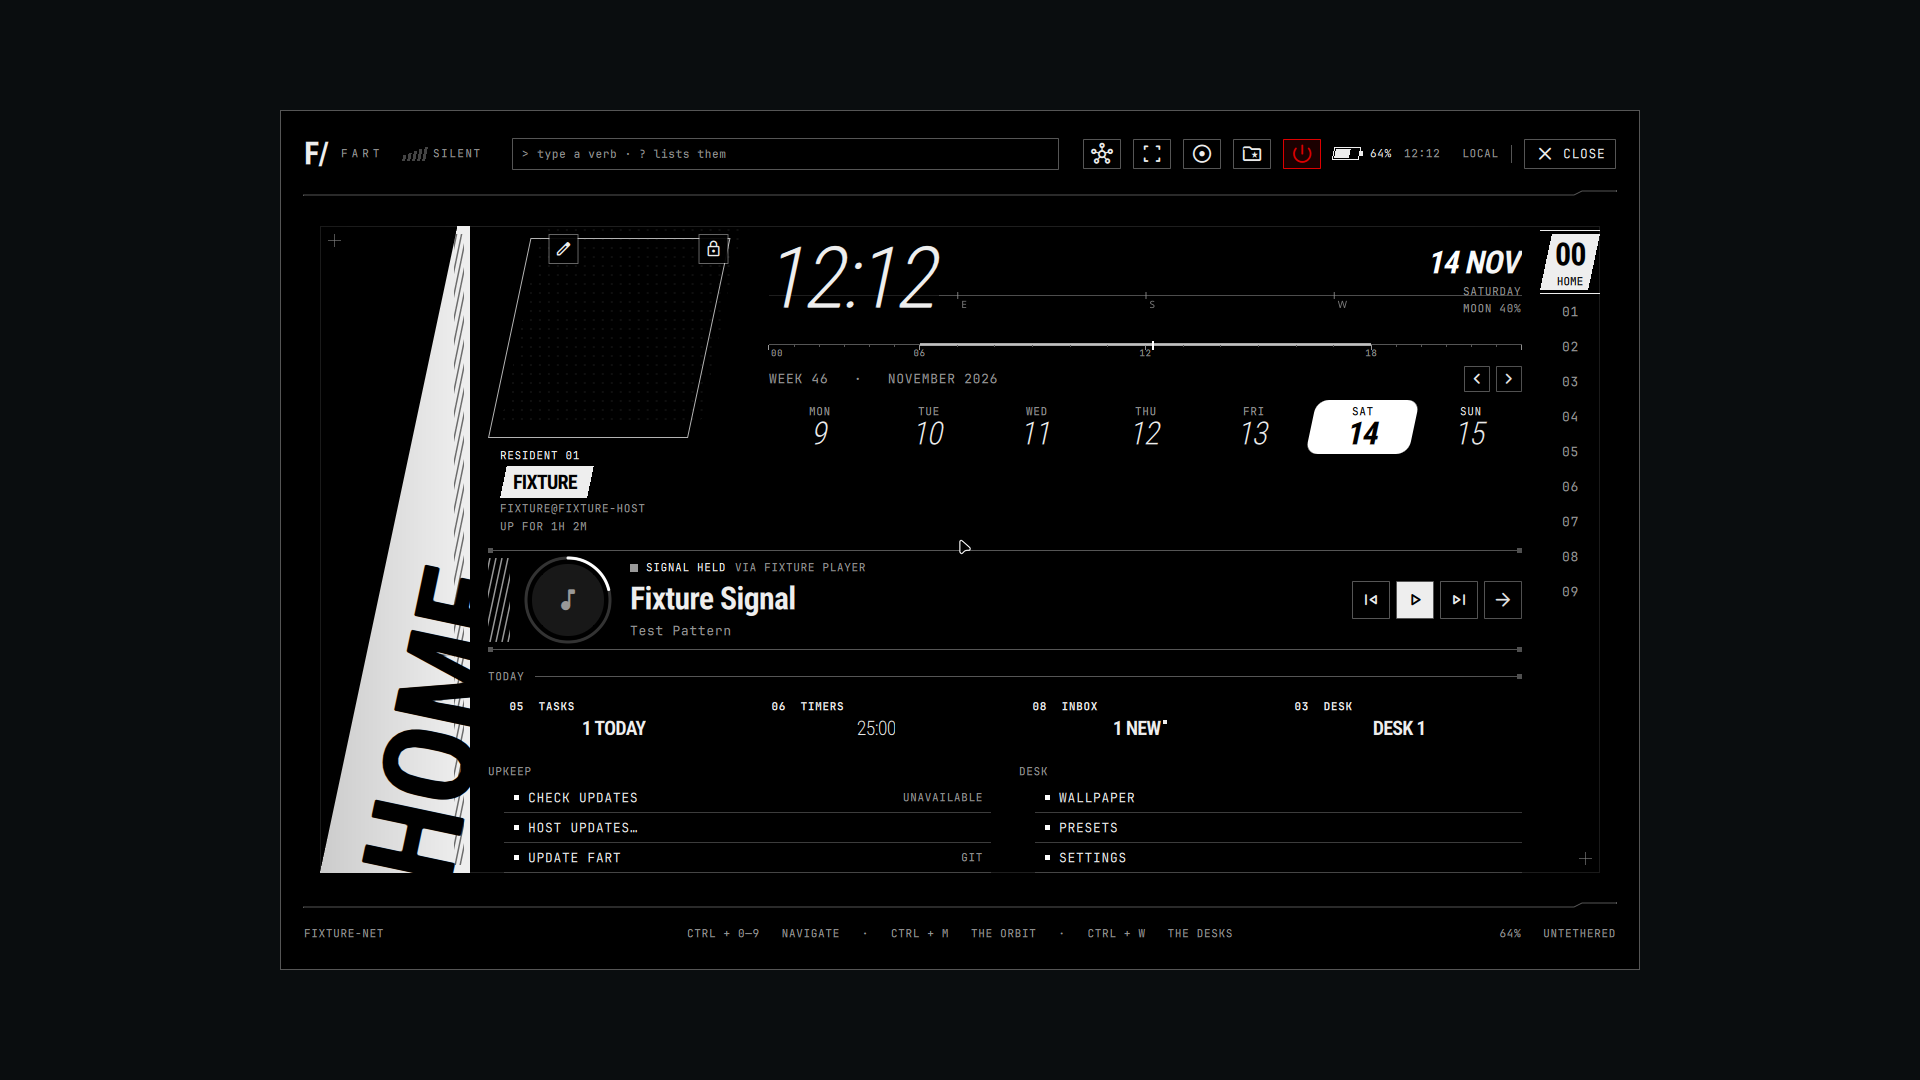 F/ FART SILENT
> type a verb · ? lists them
64% 12:12 LOCAL CLOSE
HOME
12:12
E S W
14 NOV
SATURDAY
MOON 40%
00 06 12 18
WEEK 46 · NOVEMBER 2026
MON TUE WED THU FRI SAT SUN
9 10 11 12 13 14 15
RESIDENT 01
FIXTURE
FIXTURE@FIXTURE-HOST
UP FOR 1H 2M
SIGNAL HELD VIA FIXTURE PLAYER
Fixture Signal
Test Pattern
TODAY
05 TASKS
1 TODAY
06 TIMERS
25:00
08 INBOX
1 NEW
03 DESK
DESK 1
UPKEEP
CHECK UPDATES UNAVAILABLE
HOST UPDATES…
UPDATE FART GIT
DESK
WALLPAPER
PRESETS
SETTINGS
00
HOME
01
02
03
04
05
06
07
08
09
FIXTURE-NET
CTRL + 0–9 NAVIGATE · CTRL + M THE ORBIT · CTRL + W THE DESKS
64% UNTETHERED